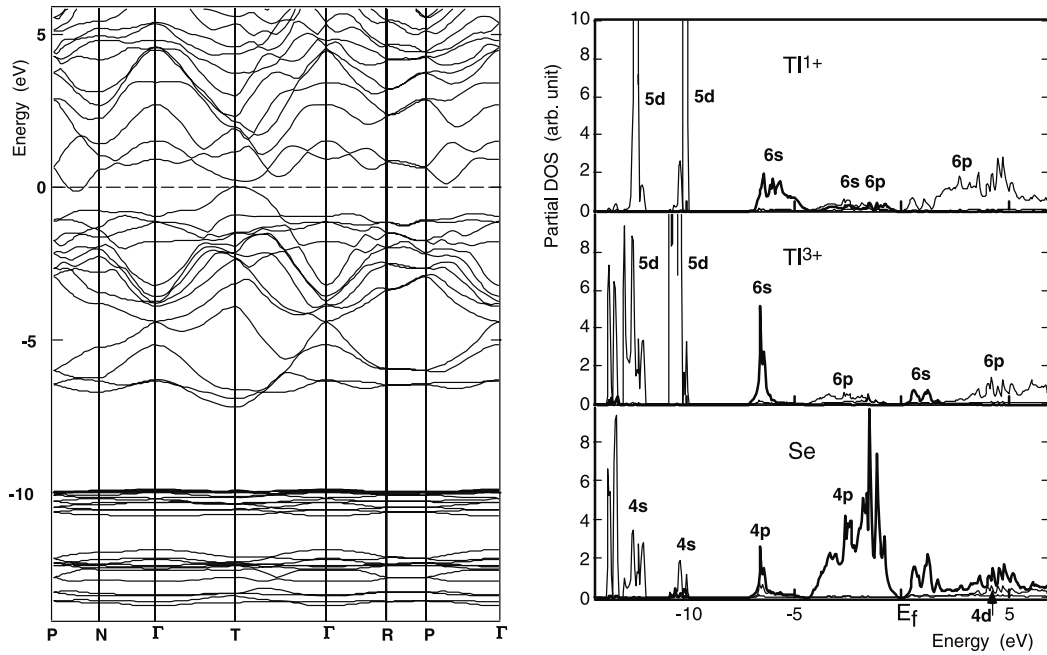 Energy (eV)
5
0
-5
-10
P N Γ T Γ R P Γ
Partial DOS (arb. unit)
10
8
6
4
2
0
Tl1+
5d
5d
6s
6s
6p
6p
8
6
4
2
0
Tl3+
5d
5d
6s
6p
6s
6p
8
6
4
2
0
Se
4s
4s
4p
4p
4d
-10 -5 Ef 5
Energy (eV)